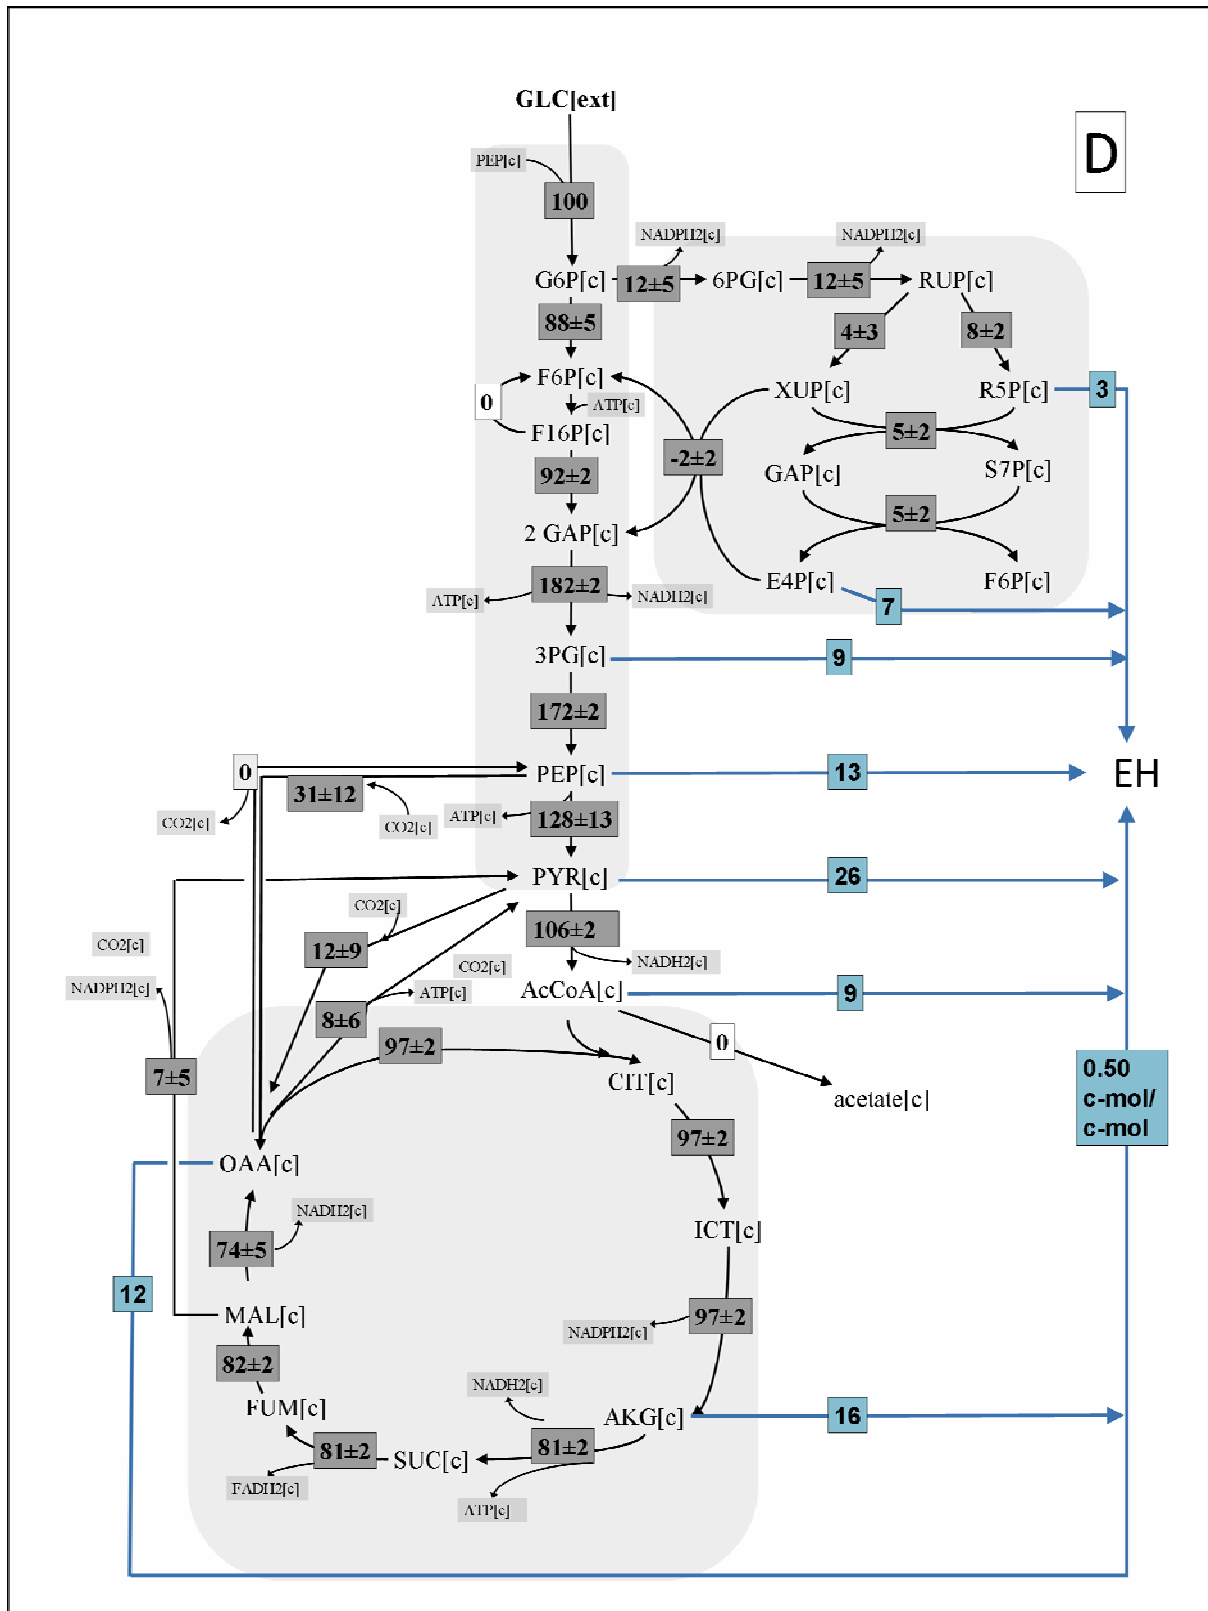 GLC[ext]
D
PEP[c]
100
NADPH2[c]
NADPH2[c]
G6P[c]
12±5
6PG[c]
12±5
RUP[c]
88±5
4±3
8±2
F6P[c]
XUP[c]
R5P[c]
3
0
ATP[c]
F16P[c]
5±2
92±2
-2±2
GAP[c]
S7P[c]
2 GAP[c]
5±2
182±2
E4P[c]
F6P[c]
ATP[c]
NADH2[c]
7
3PG[c]
9
172±2
0
PEP[c]
13
EH
31±12
CO2[c]
CO2[c]
ATP[c]
128±13
PYR[c]
26
CO2[c]
106±2
12±9
CO2[c]
CO2[c]
NADH2[c]
NADPH2[c]
ATP[c]
AcCoA[c]
9
8±6
97±2
0
7±5
CIT[c]
acetate[c]
0.50
c-mol/
c-mol
97±2
OAA[c]
NADH2[c]
ICT[c]
74±5
12
MAL[c]
97±2
NADPH2[c]
82±2
NADH2[c]
FUM[c]
AKG[c]
16
81±2
SUC[c]
81±2
FADH2[c]
ATP[c]